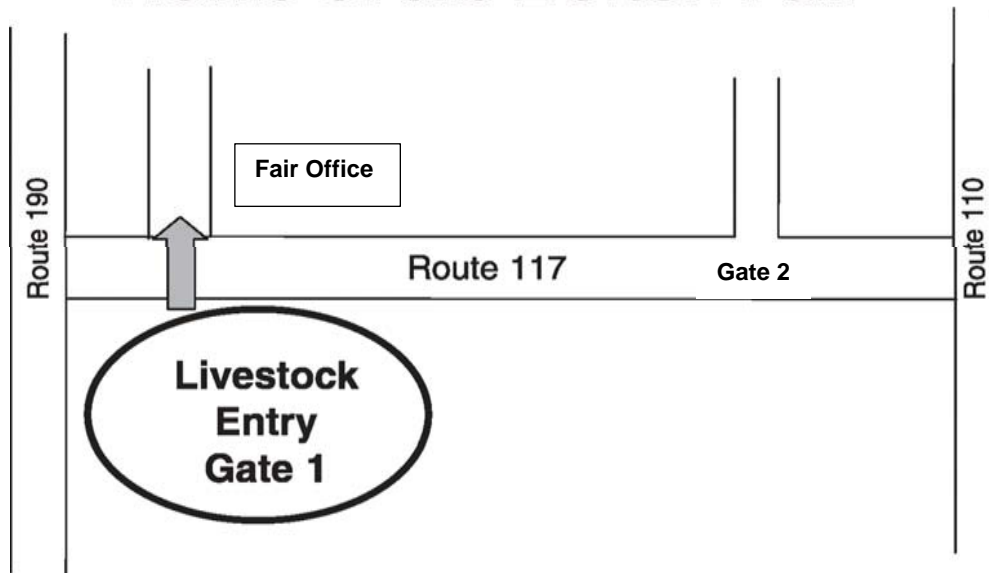 Fair Office
Route 190
Route 117
Gate 2
Route 110
Livestock
Entry
Gate 1